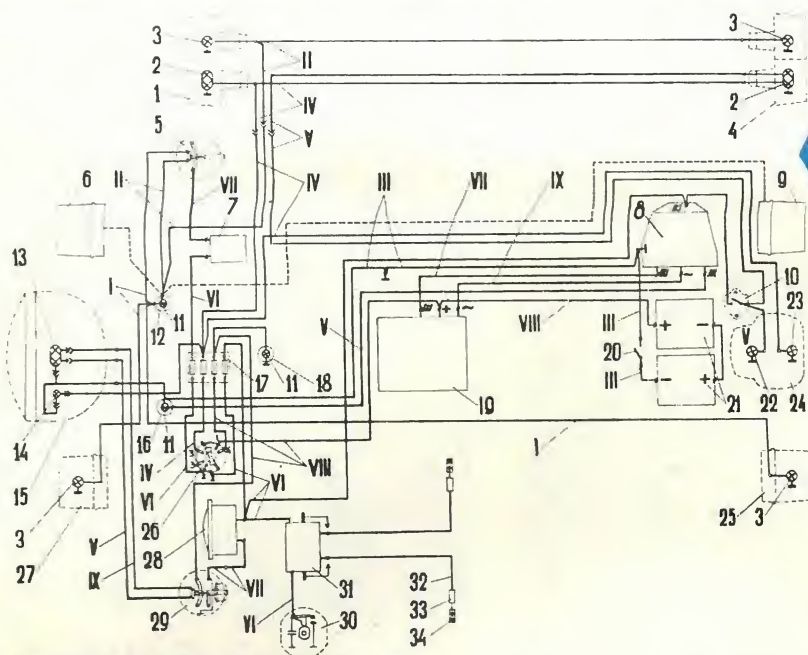 3 II 3
2 2
1 IV 4
5 V
6 II VII IV III VII IX 8 9
7
13 10
I VI 23
12 11 V VIII III V
17 11 18 20
14 16 11 III 19 21 22 24
15 IV VIII I
VI
3 26 VI 25 3
27 28
V 32
IX VII 31 33
29 VI 30 34